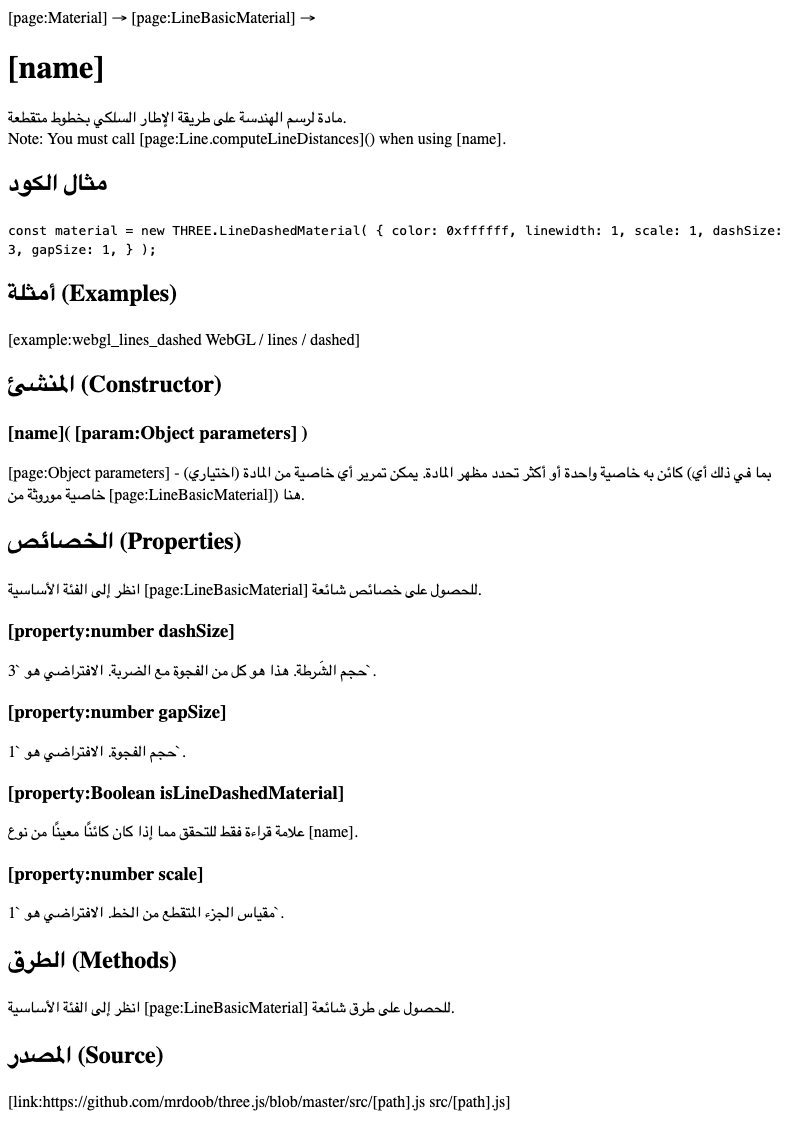 [page:Material] → [page:LineBasicMaterial] →
[name]
مادة لرسم الهندسة على طريقة الإطار السلكي بخطوط متقطعة.
Note: You must call [page:Line.computeLineDistances]() when using [name].
مثال الكود
const material = new THREE.LineDashedMaterial( { color: 0xffffff, linewidth: 1, scale: 1, dashSize:
3, gapSize: 1, } );
أمثلة (Examples)
[example:webgl_lines_dashed WebGL / lines / dashed]
المنشئ (Constructor)
[name]( [param:Object parameters] )
[page:Object parameters] - (اختياري) كائن به خاصية واحدة أو أكثر تحدد مظهر المادة. يمكن تمرير أي خاصية من المادة (بما في ذلك أي
خاصية موروثة من [page:LineBasicMaterial]) هنا.
الخصائص (Properties)
انظر إلى الفئة الأساسية [page:LineBasicMaterial] للحصول على خصائص شائعة.
[property:number dashSize]
حجم الشَرطة. هذا هو كل من الفجوة مع الضربة. الافتراضي هو `3`.
[property:number gapSize]
حجم الفجوة. الافتراضي هو `1`.
[property:Boolean isLineDashedMaterial]
علامة قراءة فقط للتحقق مما إذا كان كائنًا معينًا من نوع [name].
[property:number scale]
مقياس الجزء المتقطع من الخط. الافتراضي هو `1`.
الطرق (Methods)
انظر إلى الفئة الأساسية [page:LineBasicMaterial] للحصول على طرق شائعة.
المصدر (Source)
[link:https://github.com/mrdoob/three.js/blob/master/src/[path].js src/[path].js]